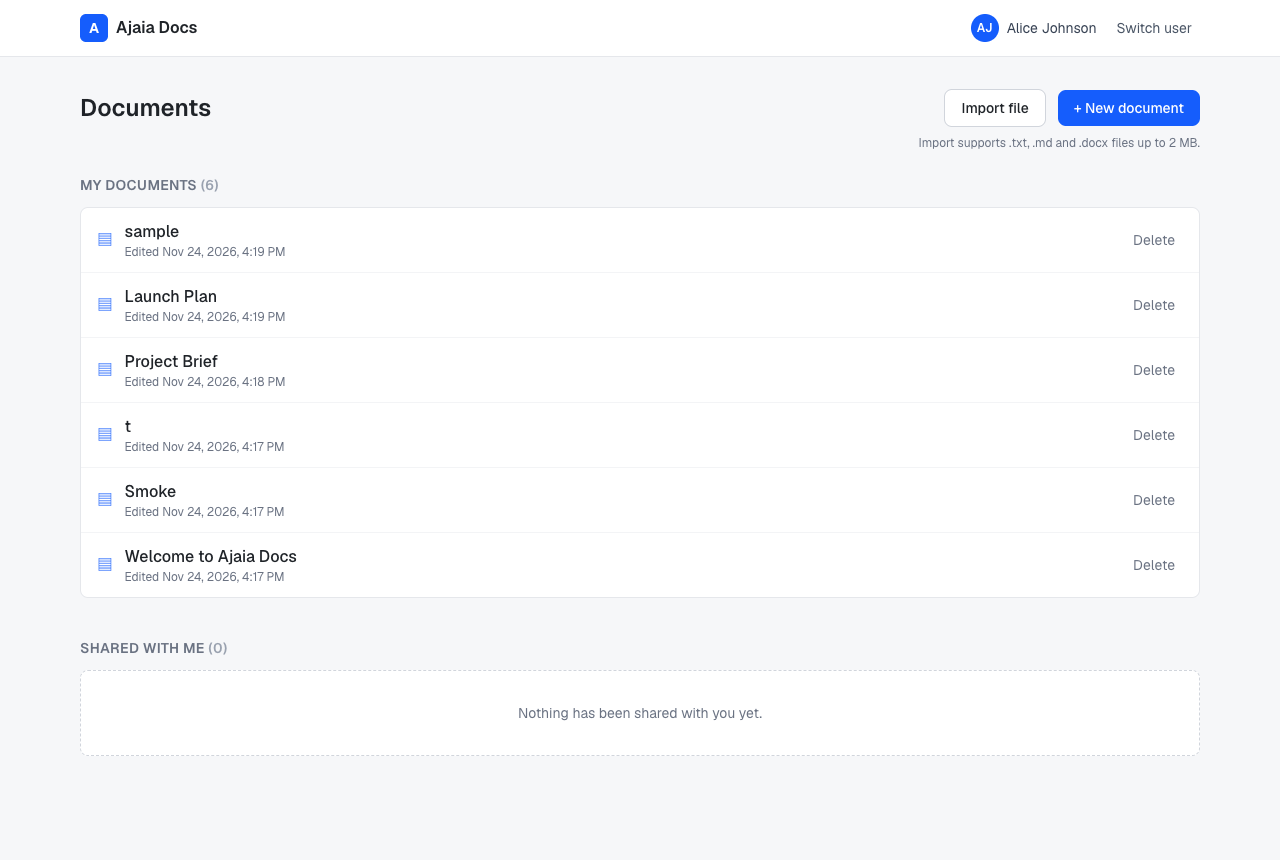 A Ajaia Docs
AJ Alice Johnson Switch user
Documents
Import file
+ New document
Import supports .txt, .md and .docx files up to 2 MB.
MY DOCUMENTS (6)
sample
Edited Nov 24, 2026, 4:19 PM
Delete
Launch Plan
Edited Nov 24, 2026, 4:19 PM
Delete
Project Brief
Edited Nov 24, 2026, 4:18 PM
Delete
t
Edited Nov 24, 2026, 4:17 PM
Delete
Smoke
Edited Nov 24, 2026, 4:17 PM
Delete
Welcome to Ajaia Docs
Edited Nov 24, 2026, 4:17 PM
Delete
SHARED WITH ME (0)
Nothing has been shared with you yet.